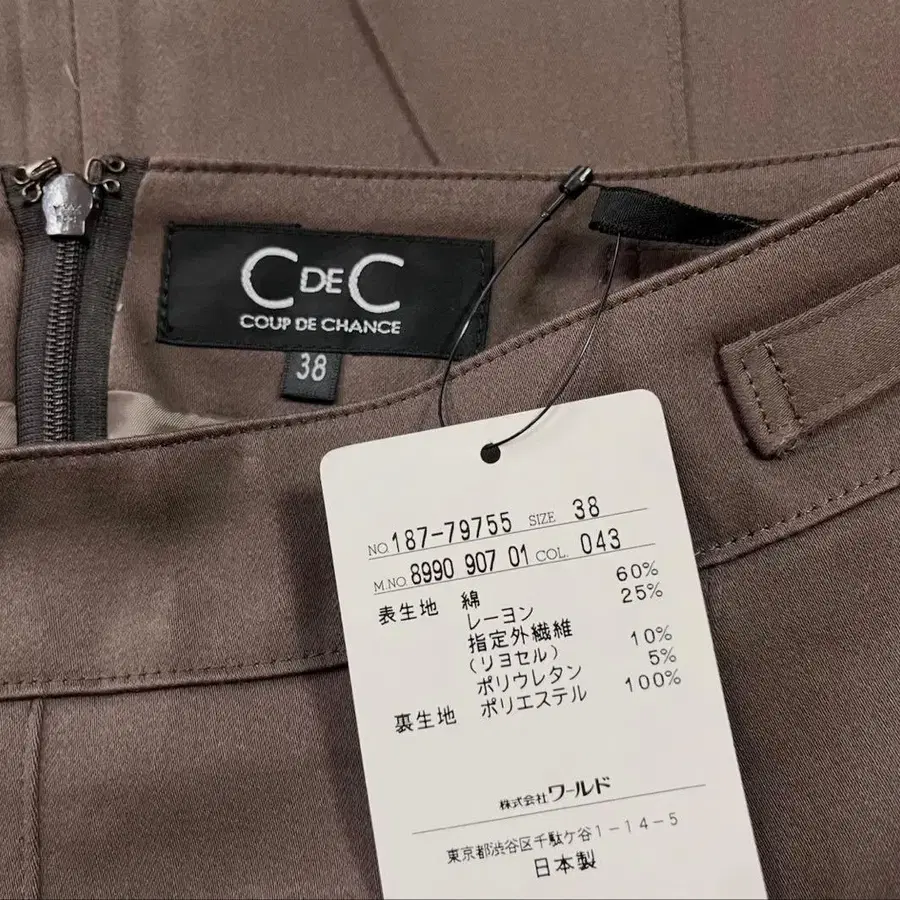 C DE C
COUP DE CHANCE
38
NO. 187-79755 SIZE 38
M.NO. 8990 907 01 COL. 043
表生地 綿 60%
レーヨン 25%
指定外繊維
(リヨセル) 10%
ポリウレタン 5%
裏生地 ポリエステル 100%
株式会社ワールド
東京都渋谷区千駄ケ谷1-14-5
日本製